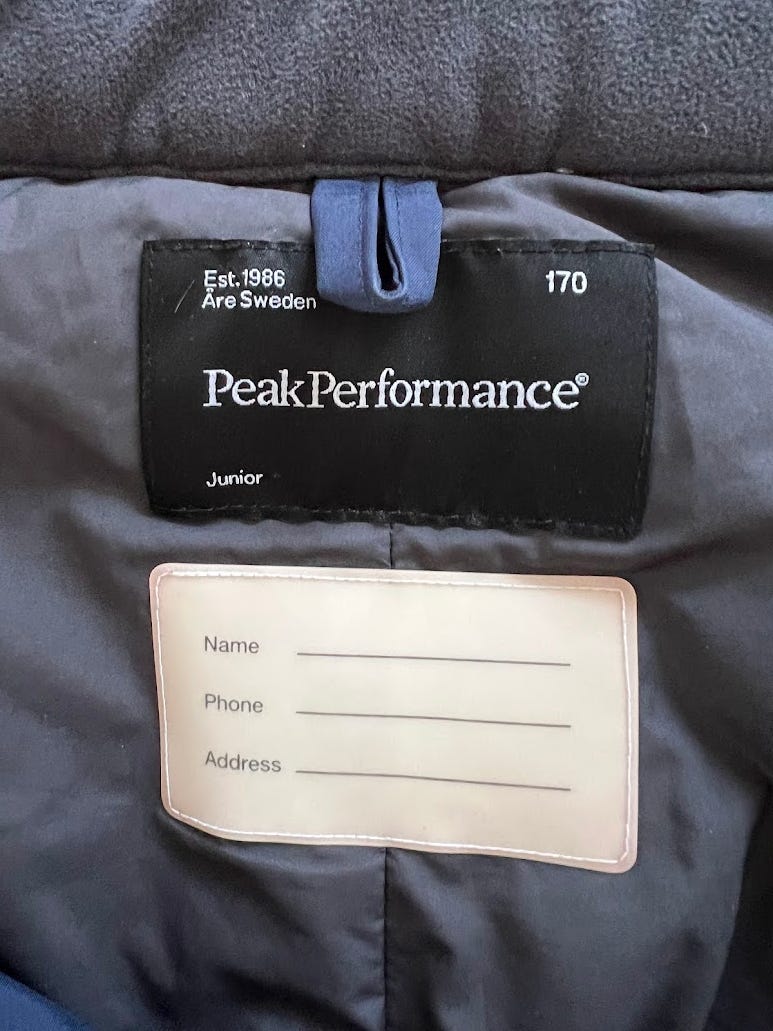 Est.1986
Åre Sweden
170
PeakPerformance®
Junior
Name
Phone
Address